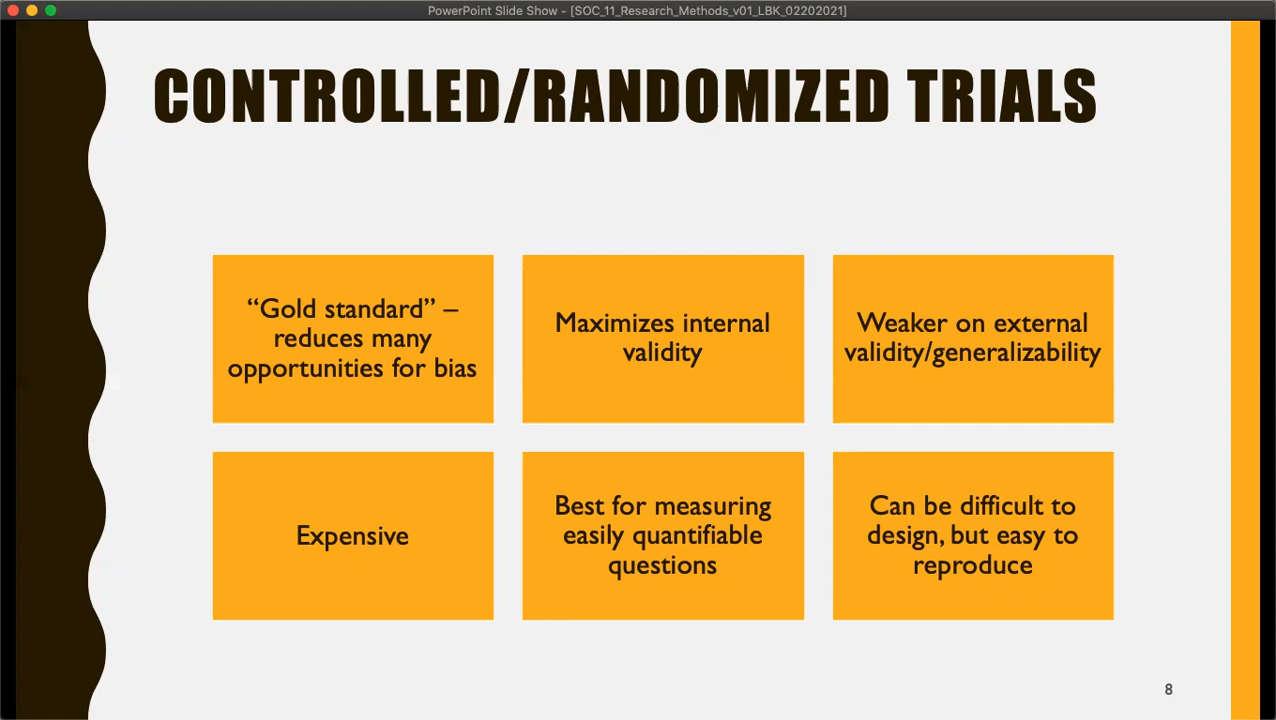 PowerPoint Slide Show - [SOC_11_Research_Methods_v01_LBK_02202021]
CONTROLLED/RANDOMIZED TRIALS
“Gold standard” –
reduces many
opportunities for bias
Maximizes internal
validity
Weaker on external
validity/generalizability
Expensive
Best for measuring
easily quantifiable
questions
Can be difficult to
design, but easy to
reproduce
8